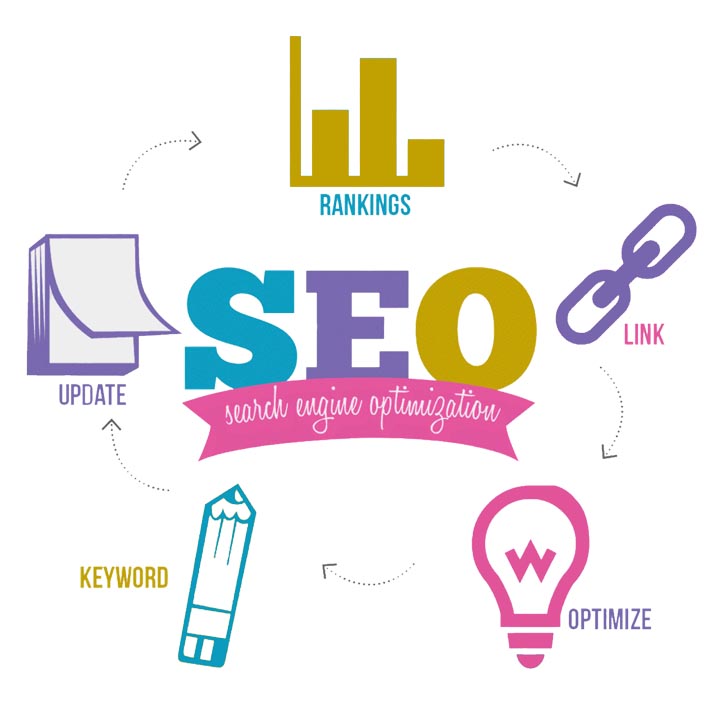 RANKINGS
SEO
search engine optimization
LINK
UPDATE
KEYWORD
OPTIMIZE